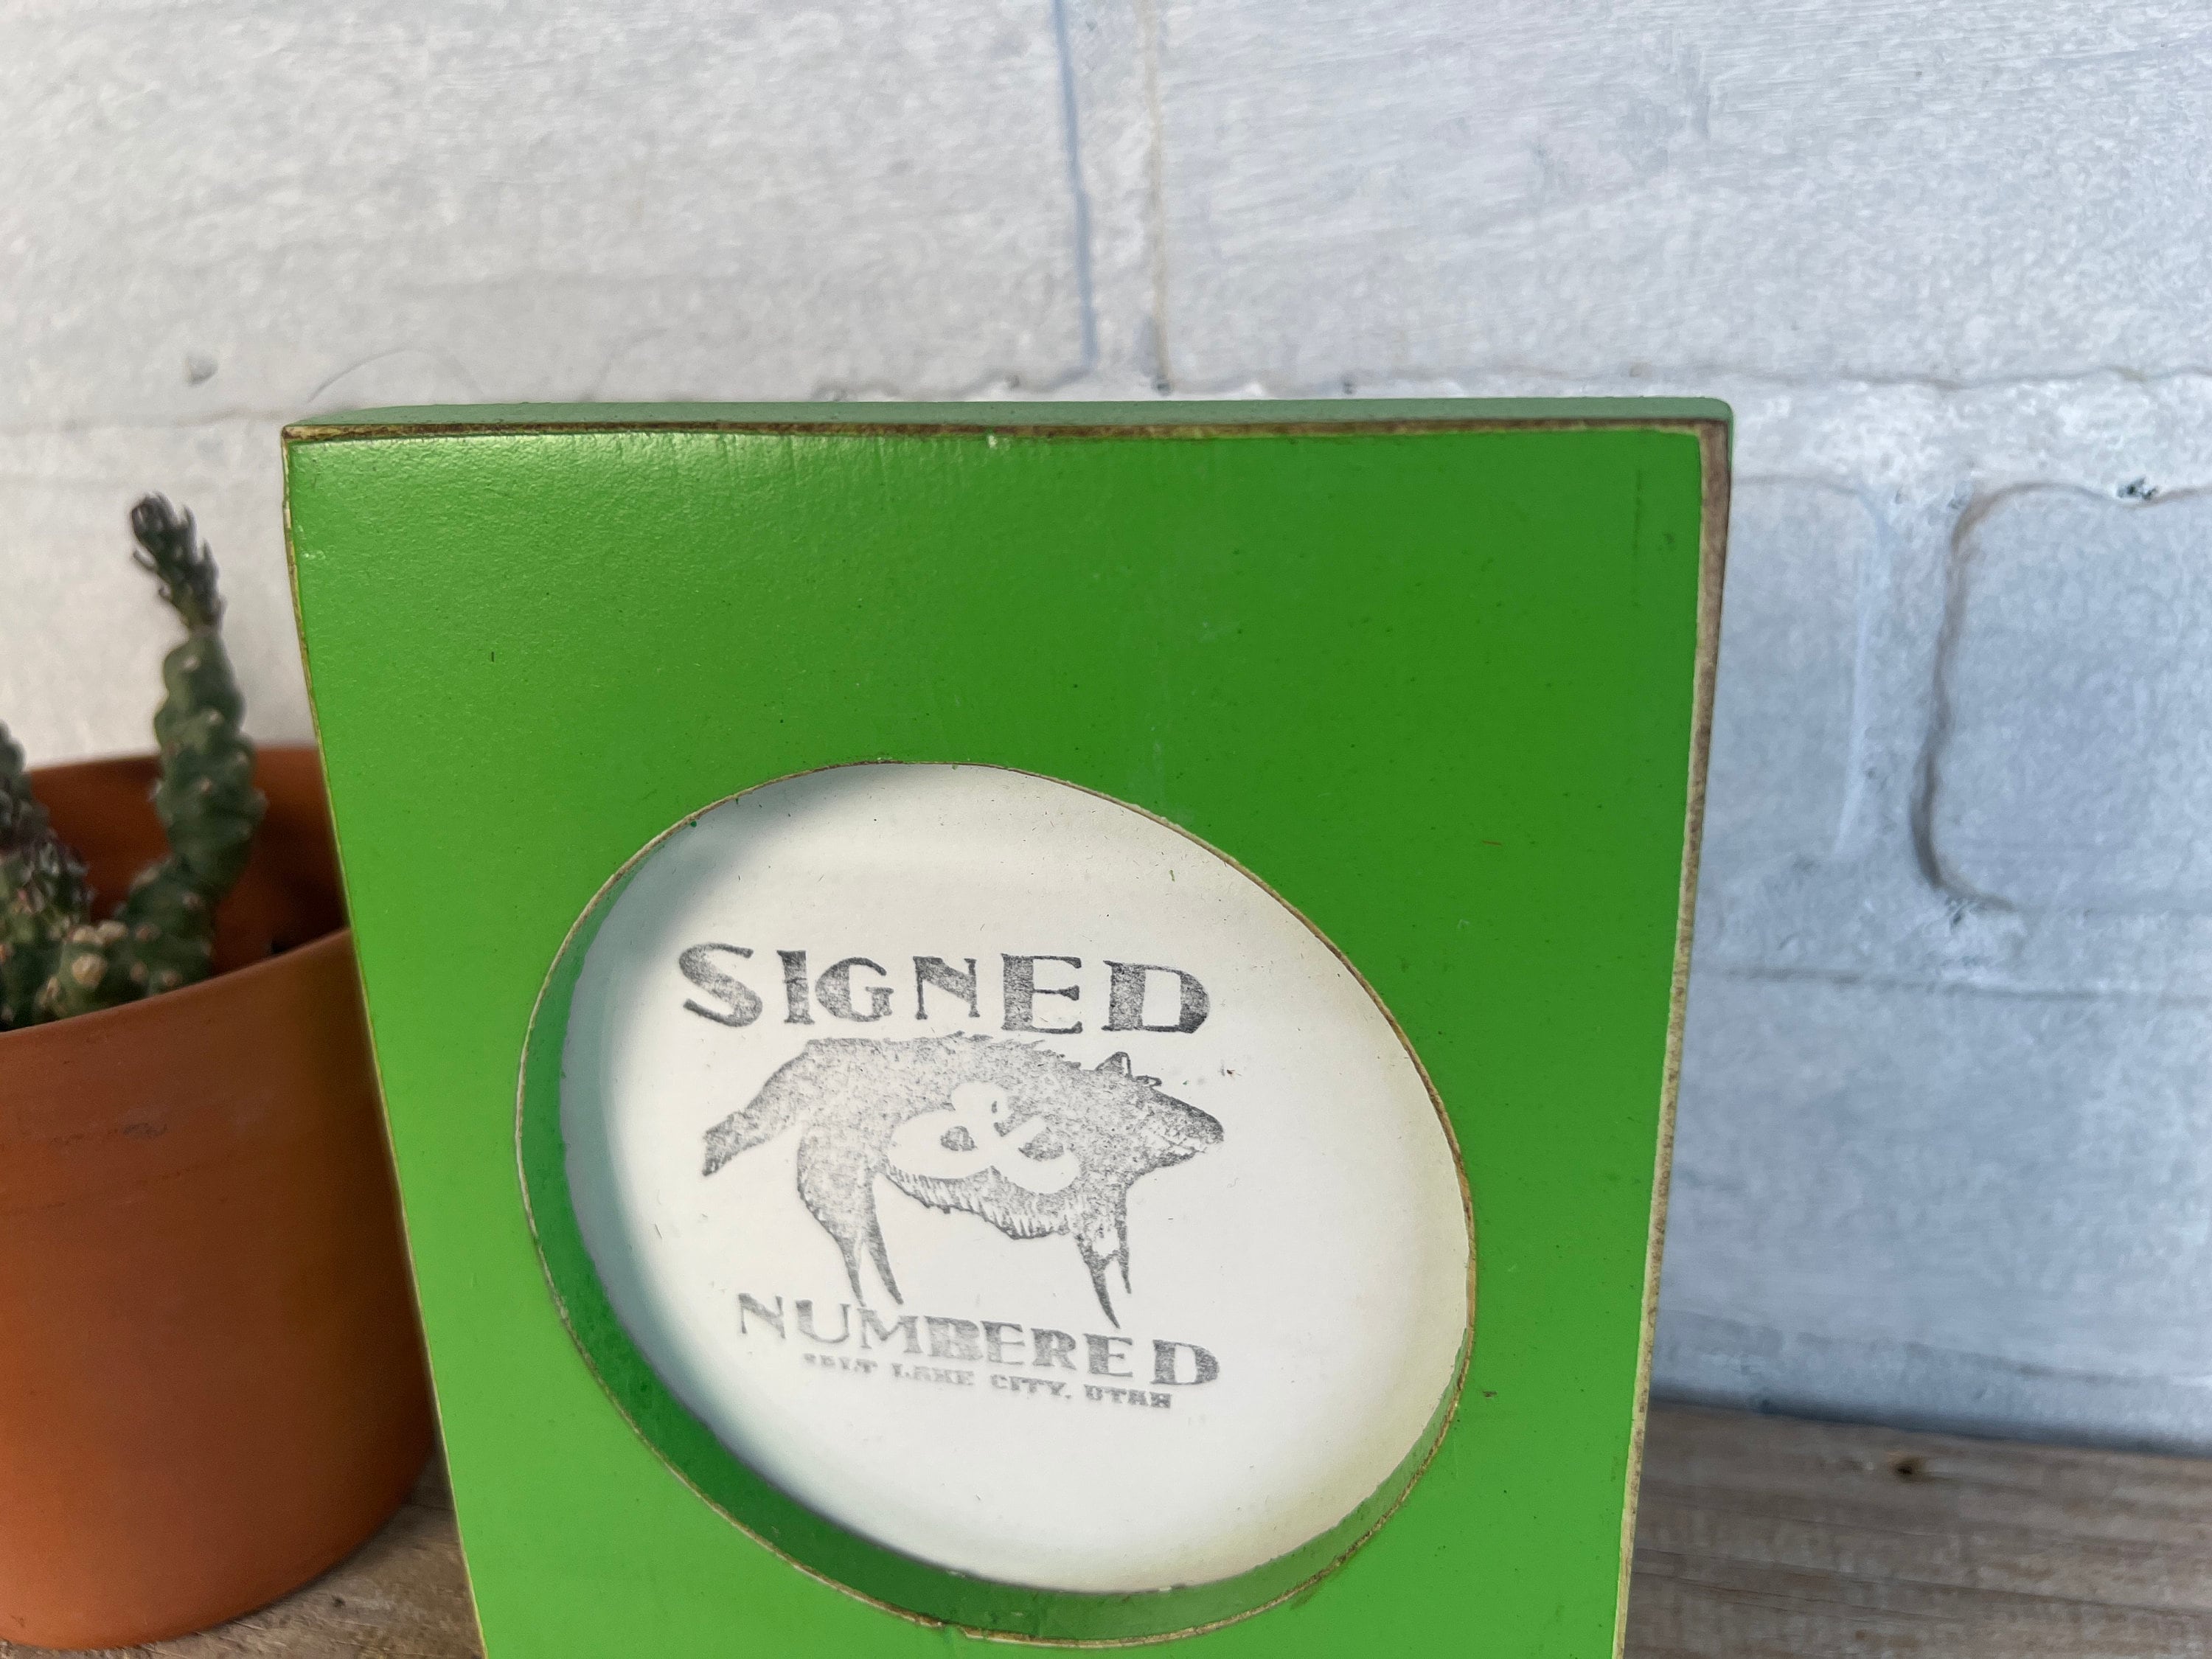 SIGNED
&
NUMBERED
SALT LAKE CITY, UTAH